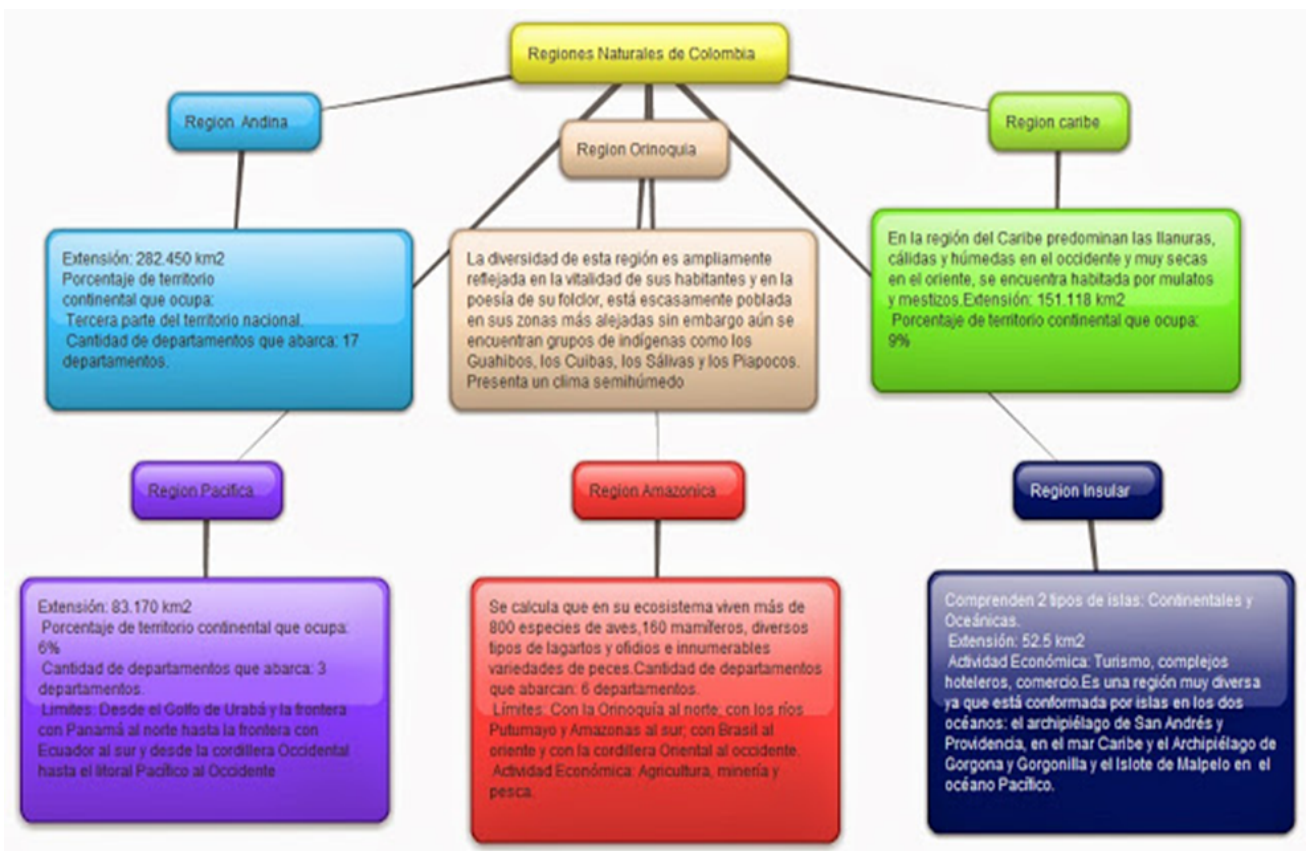 Regiones Naturales de Colombia
Region Andina
Region Orinoquia
Region caribe
Extensión: 282.450 km2
Porcentaje de territorio
continental que ocupa:
Tercera parte del territorio nacional.
Cantidad de departamentos que abarca: 17
departamentos.
La diversidad de esta región es ampliamente
reflejada en la vitalidad de sus habitantes y en la
poesía de su folclor, está escasamente poblada
en sus zonas más alejadas sin embargo aún se
encuentran grupos de indígenas como los
Guahibos, los Cuibas, los Sálivas y los Piapocos.
Presenta un clima semihúmedo
En la región del Caribe predominan las llanuras,
cálidas y húmedas en el occidente y muy secas
en el oriente, se encuentra habitada por mulatos
y mestizos.Extensión: 151.118 km2
Porcentaje de territorio continental que ocupa:
9%
Region Pacifica
Region Amazonica
Region Insular
Extensión: 83.170 km2
Porcentaje de territorio continental que ocupa:
6%
Cantidad de departamentos que abarca: 3
departamentos.
Límites: Desde el Golfo de Urabá y la frontera
con Panamá al norte hasta la frontera con
Ecuador al sur y desde la cordillera Occidental
hasta el litoral Pacífico al Occidente
Se calcula que en su ecosistema viven más de
800 especies de aves,160 mamíferos, diversos
tipos de lagartos y ofidios e innumerables
variedades de peces.Cantidad de departamentos
que abarcan: 6 departamentos.
Límites: Con la Orinoquía al norte; con los ríos
Putumayo y Amazonas al sur; con Brasil al
oriente y con la cordillera Oriental al occidente.
Actividad Económica: Agricultura, minería y
pesca.
Comprenden 2 tipos de islas: Continentales y
Oceánicas.
Extensión: 52.5 km2
Actividad Económica: Turismo, complejos
hoteleros, comercio.Es una región muy diversa
ya que está conformada por islas en los dos
océanos: el archipiélago de San Andrés y
Providencia, en el mar Caribe y el Archipiélago de
Gorgona y Gorgonilla y el Islote de Malpelo en el
océano Pacífico.